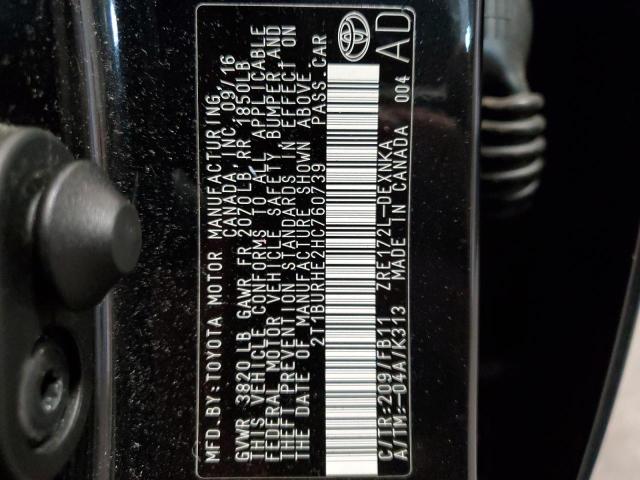 MFD.BY:TOYOTA MOTOR MANUFACTURING
CANADA, INC. 09/16
GVWR 3820LB GAWR FR 2070LB, RR 1850LB
THIS VEHICLE CONFORMS TO ALL APPLICABLE
FEDERAL MOTOR VEHICLE SAFETY, BUMPER, AND
THEFT PREVENTION STANDARDS IN EFFECT ON
THE DATE OF MANUFACTURE SHOWN ABOVE.
2T1BURHE2HC760739 PASS.CAR
C/TR:209/FB11 ZRE172L-DEXNKA
A/TM:-04A/K313 MADE IN CANADA 004
AD